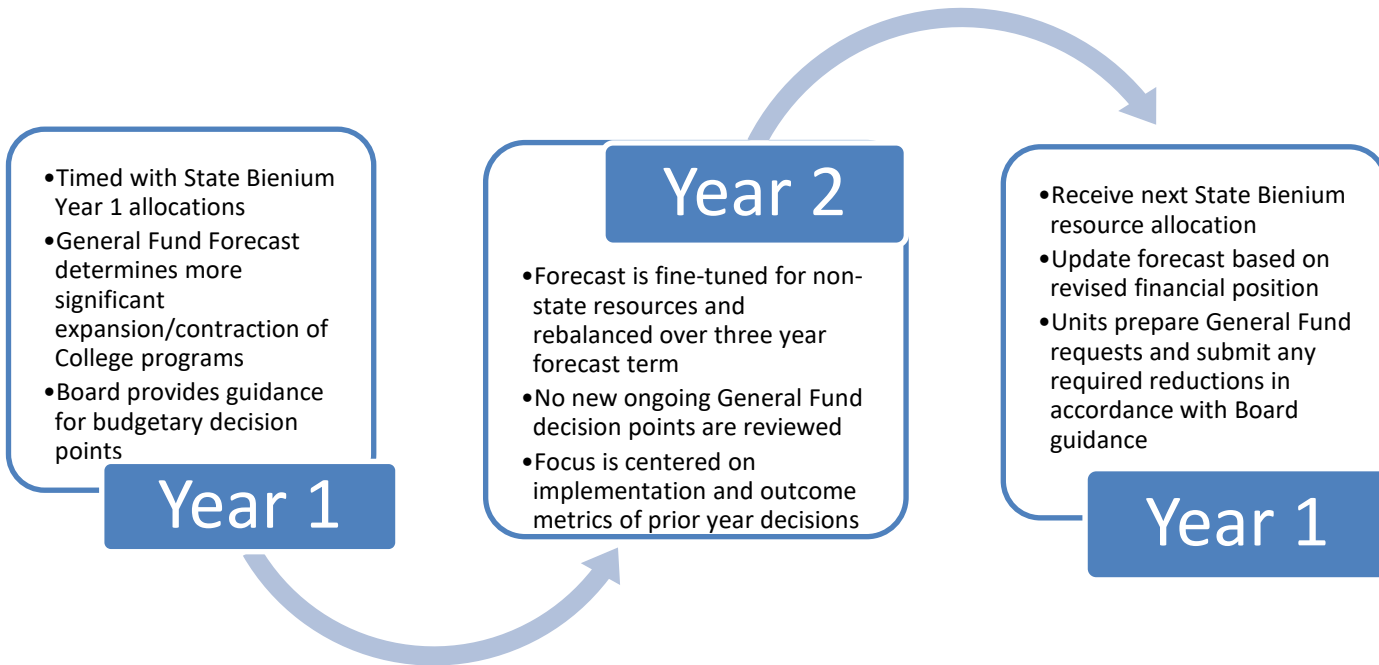 •Timed with State Bienium
Year 1 allocations
•General Fund Forecast
determines more
significant
expansion/contraction of
College programs
•Board provides guidance
for budgetary decision
points
Year 1
Year 2
•Forecast is fine-tuned for non-
state resources and
rebalanced over three year
forecast term
•No new ongoing General Fund
decision points are reviewed
•Focus is centered on
implementation and outcome
metrics of prior year decisions
•Receive next State Bienium
resource allocation
•Update forecast based on
revised financial position
•Units prepare General Fund
requests and submit any
required reductions in
accordance with Board
guidance
Year 1